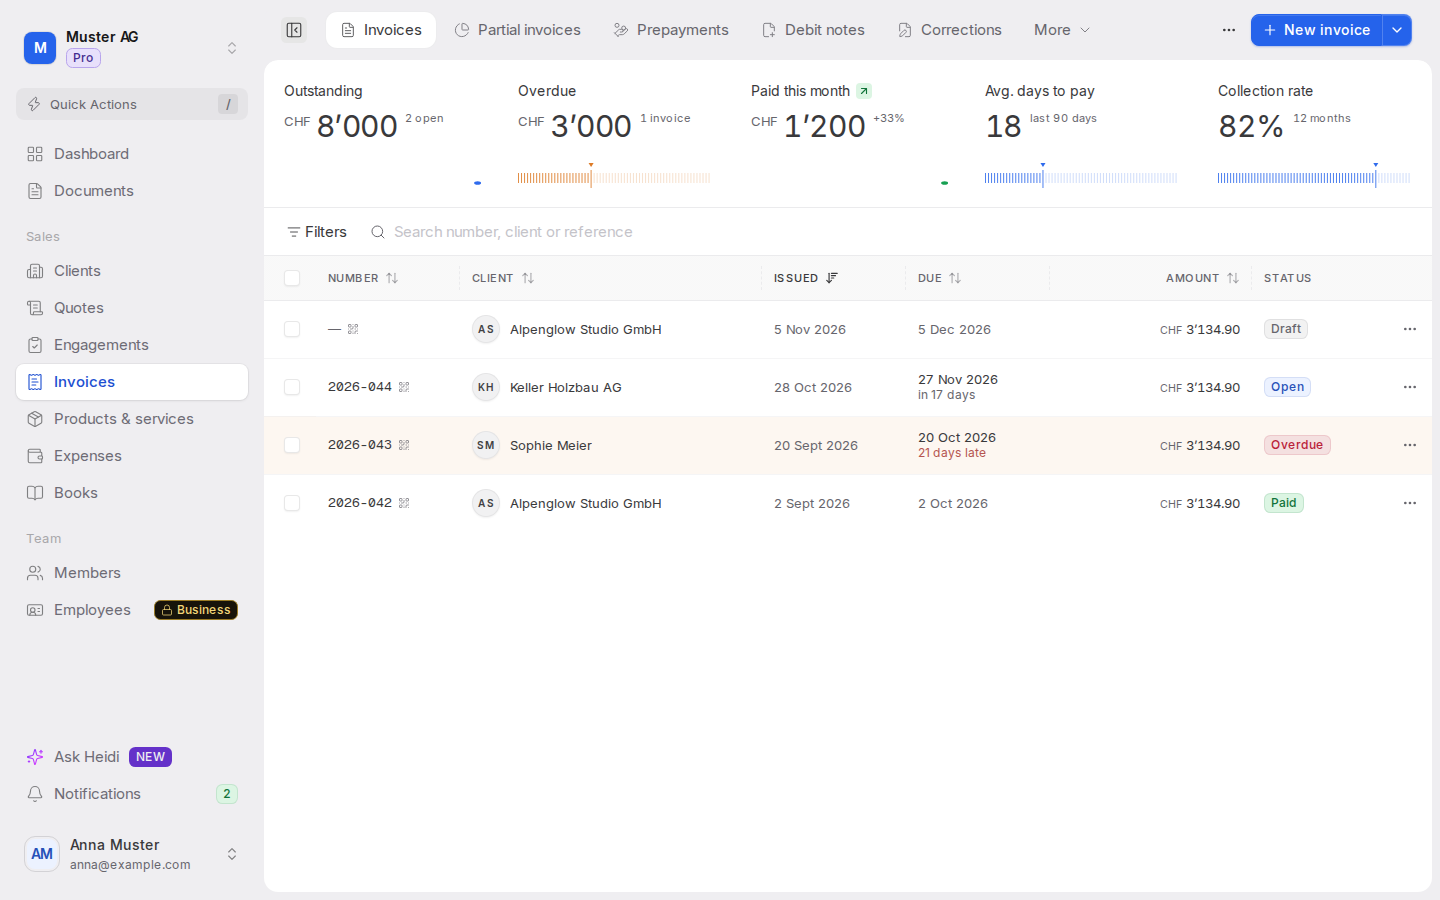 Muster AG
Pro
Quick Actions /
Dashboard
Documents
Sales
Clients
Quotes
Engagements
Invoices
Products & services
Expenses
Books
Team
Members
Employees Business
Ask Heidi NEW
Notifications 2
AM Anna Muster
anna@example.com
M
Invoices Partial invoices Prepayments Debit notes Corrections More New invoice
Outstanding
CHF 8’000 2 open
Overdue
CHF 3’000 1 invoice
Paid this month
CHF 1’200 +33%
Avg. days to pay
18 last 90 days
Collection rate
82% 12 months
Filters Search number, client or reference
NUMBER CLIENT ISSUED DUE AMOUNT STATUS
— AS Alpenglow Studio GmbH 5 Nov 2026 5 Dec 2026 CHF 3’134.90 Draft
2026-044 KH Keller Holzbau AG 28 Oct 2026 27 Nov 2026 CHF 3’134.90 Open
in 17 days
2026-043 SM Sophie Meier 20 Sept 2026 20 Oct 2026 CHF 3’134.90 Overdue
21 days late
2026-042 AS Alpenglow Studio GmbH 2 Sept 2026 2 Oct 2026 CHF 3’134.90 Paid